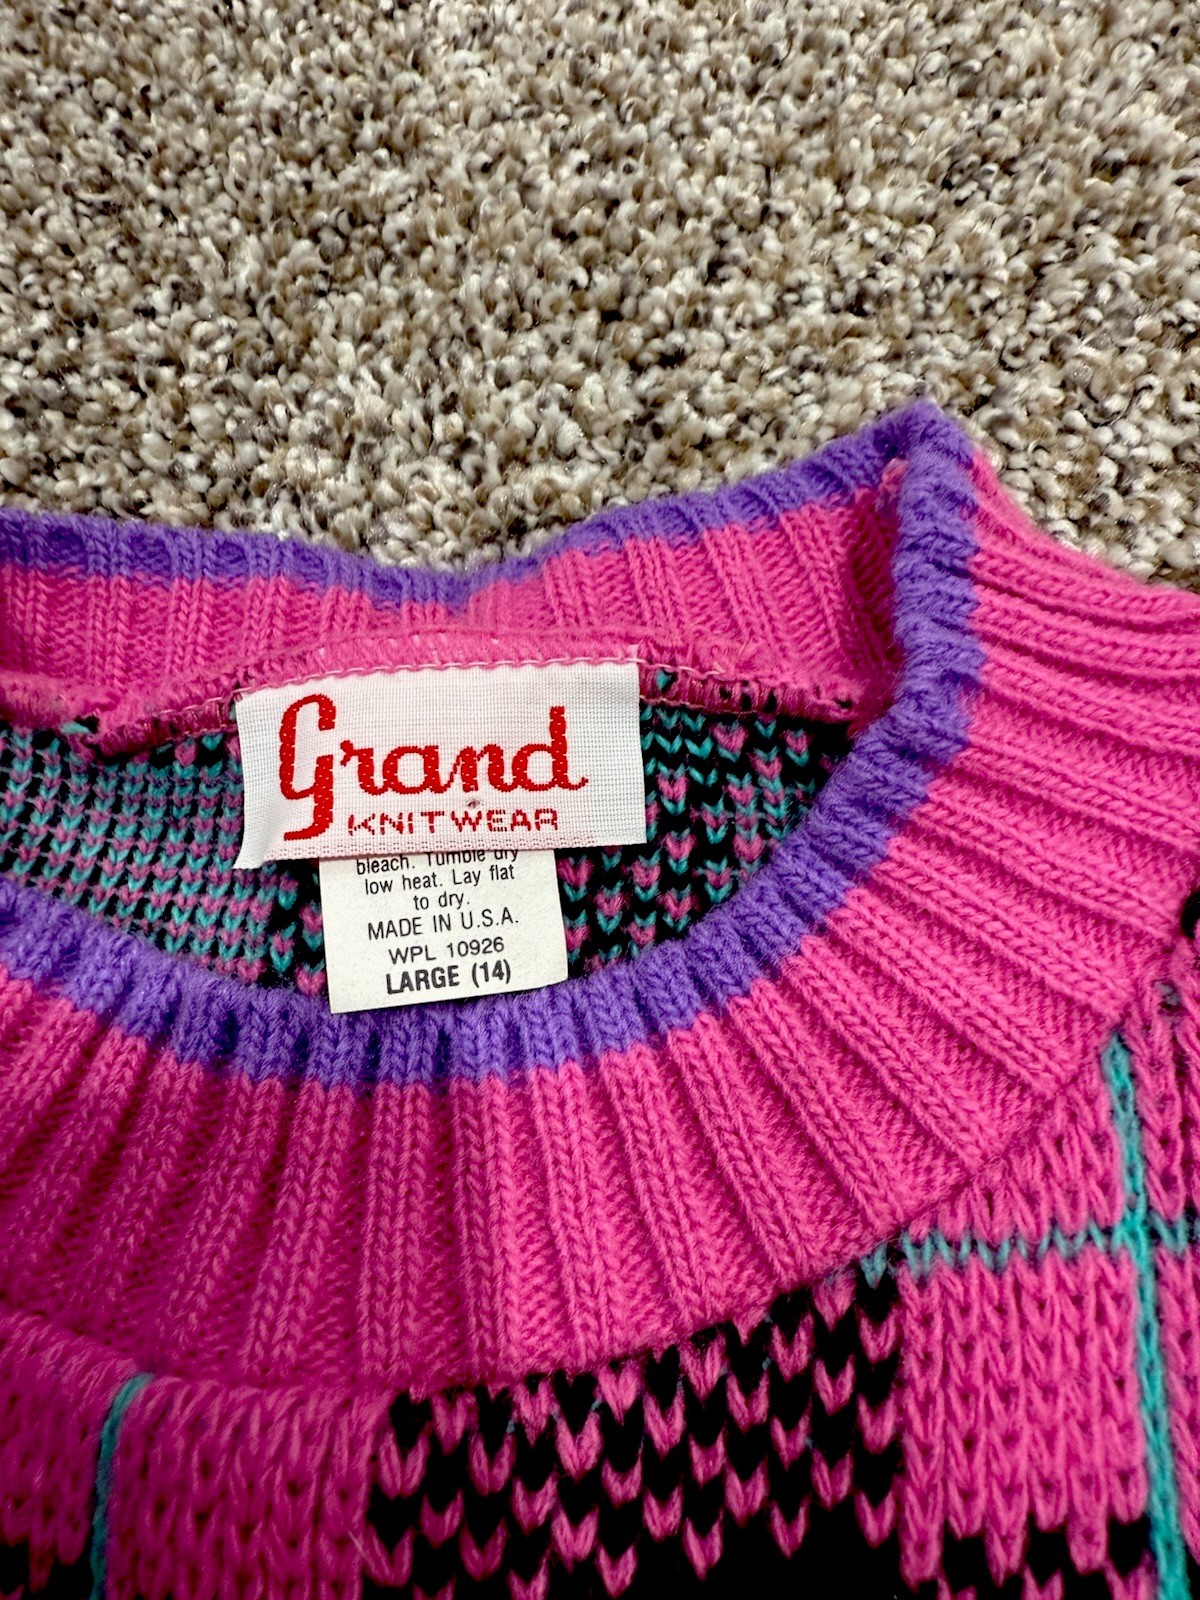 Grand
KNITWEAR
bleach. Tumble dry
low heat. Lay flat
to dry.
MADE IN U.S.A.
WPL 10926
LARGE (14)